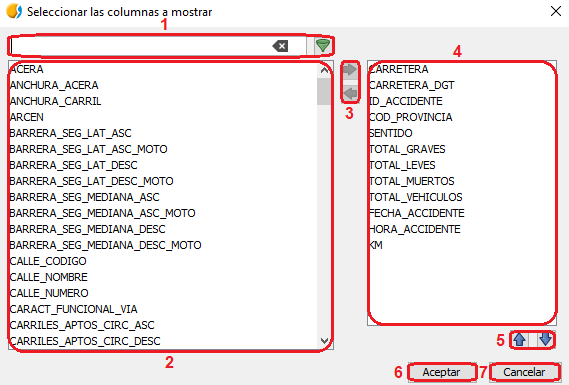 Seleccionar las columnas a mostrar
1
ACERA
ANCHURA_ACERA
ANCHURA_CARRIL
ARCEN
BARRERA_SEG_LAT_ASC
BARRERA_SEG_LAT_ASC_MOTO
BARRERA_SEG_LAT_DESC
BARRERA_SEG_LAT_DESC_MOTO
BARRERA_SEG_MEDIANA_ASC
BARRERA_SEG_MEDIANA_ASC_MOTO
BARRERA_SEG_MEDIANA_DESC
BARRERA_SEG_MEDIANA_DESC_MOTO
CALLE_CODIGO
CALLE_NOMBRE
CALLE_NUMERO
CARACT_FUNCIONAL_VIA
CARRILES_APTOS_CIRC_ASC
CARRILES_APTOS_CIRC_DESC
2
3
4
CARRETERA
CARRETERA_DGT
ID_ACCIDENTE
COD_PROVINCIA
SENTIDO
TOTAL_GRAVES
TOTAL_LEVES
TOTAL_MUERTOS
TOTAL_VEHICULOS
FECHA_ACCIDENTE
HORA_ACCIDENTE
KM
5
6 Aceptar 7 Cancelar